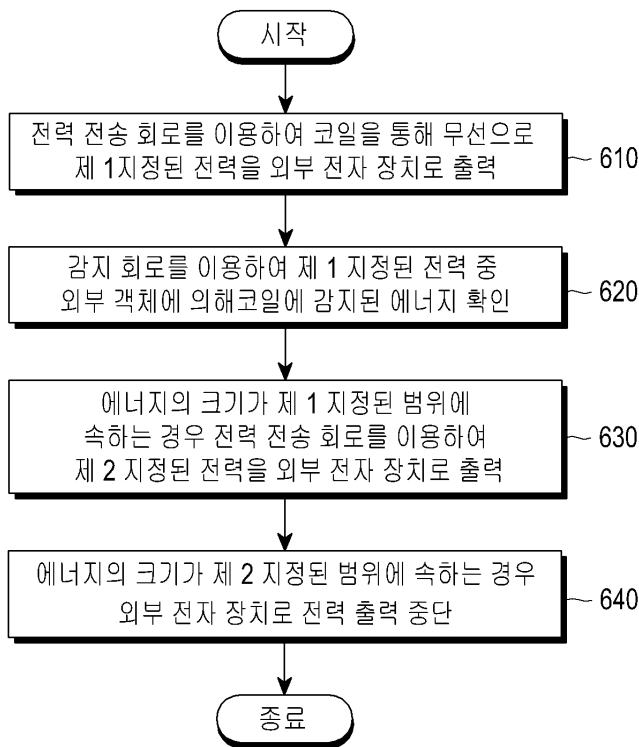 시작
전력 전송 회로를 이용하여 코일을 통해 무선으로
제 1지정된 전력을 외부 전자 장치로 출력
610
감지 회로를 이용하여 제 1 지정된 전력 중
외부 객체에 의해코일에 감지된 에너지 확인
620
에너지의 크기가 제 1 지정된 범위에
속하는 경우 전력 전송 회로를 이용하여
제 2 지정된 전력을 외부 전자 장치로 출력
630
에너지의 크기가 제 2 지정된 범위에 속하는 경우
외부 전자 장치로 전력 출력 중단
640
종료